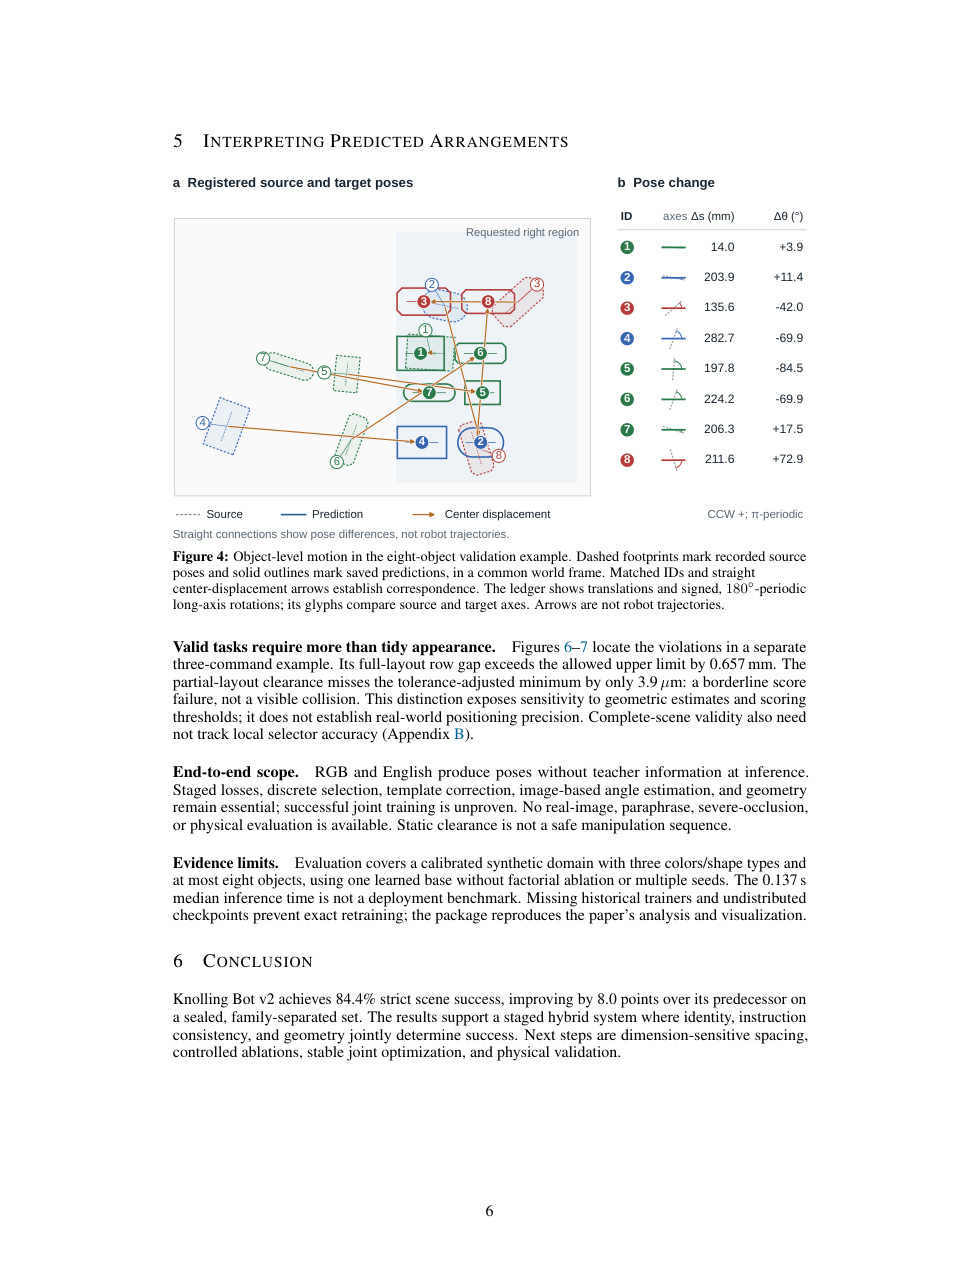 5 INTERPRETING PREDICTED ARRANGEMENTS
a Registered source and target poses
b Pose change
Requested right region
2
3
3
8
1
1
6
7
5
7
5
4
4
2
6
8
ID axes Δs (mm) Δθ (°)
1 14.0 +3.9
2 203.9 +11.4
3 135.6 -42.0
4 282.7 -69.9
5 197.8 -84.5
6 224.2 -69.9
7 206.3 +17.5
8 211.6 +72.9
Source Prediction Center displacement
CCW +; π-periodic
Straight connections show pose differences, not robot trajectories.
Figure 4: Object-level motion in the eight-object validation example. Dashed footprints mark recorded source
poses and solid outlines mark saved predictions, in a common world frame. Matched IDs and straight
center-displacement arrows establish correspondence. The ledger shows translations and signed, 180°-periodic
long-axis rotations; its glyphs compare source and target axes. Arrows are not robot trajectories.
Valid tasks require more than tidy appearance. Figures 6–7 locate the violations in a separate
three-command example. Its full-layout row gap exceeds the allowed upper limit by 0.657 mm. The
partial-layout clearance misses the tolerance-adjusted minimum by only 3.9 μm: a borderline score
failure, not a visible collision. This distinction exposes sensitivity to geometric estimates and scoring
thresholds; it does not establish real-world positioning precision. Complete-scene validity also need
not track local selector accuracy (Appendix B).
End-to-end scope. RGB and English produce poses without teacher information at inference.
Staged losses, discrete selection, template correction, image-based angle estimation, and geometry
remain essential; successful joint training is unproven. No real-image, paraphrase, severe-occlusion,
or physical evaluation is available. Static clearance is not a safe manipulation sequence.
Evidence limits. Evaluation covers a calibrated synthetic domain with three colors/shape types and
at most eight objects, using one learned base without factorial ablation or multiple seeds. The 0.137 s
median inference time is not a deployment benchmark. Missing historical trainers and undistributed
checkpoints prevent exact retraining; the package reproduces the paper's analysis and visualization.
6 CONCLUSION
Knolling Bot v2 achieves 84.4% strict scene success, improving by 8.0 points over its predecessor on
a sealed, family-separated set. The results support a staged hybrid system where identity, instruction
consistency, and geometry jointly determine success. Next steps are dimension-sensitive spacing,
controlled ablations, stable joint optimization, and physical validation.
6